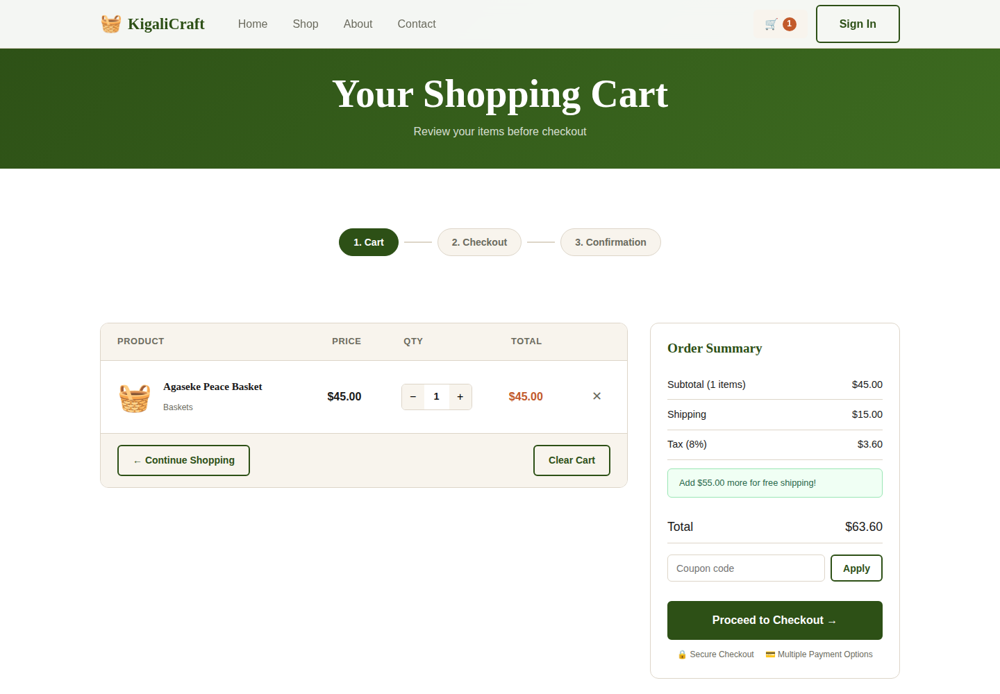 KigaliCraft
Home Shop About Contact
1
Sign In
Your Shopping Cart
Review your items before checkout
1. Cart
2. Checkout
3. Confirmation
PRODUCT PRICE QTY TOTAL
Agaseke Peace Basket
Baskets
$45.00
− 1 +
$45.00
✕
← Continue Shopping
Clear Cart
Order Summary
Subtotal (1 items) $45.00
Shipping $15.00
Tax (8%) $3.60
Add $55.00 more for free shipping!
Total $63.60
Coupon code
Apply
Proceed to Checkout →
🔒 Secure Checkout 💳 Multiple Payment Options